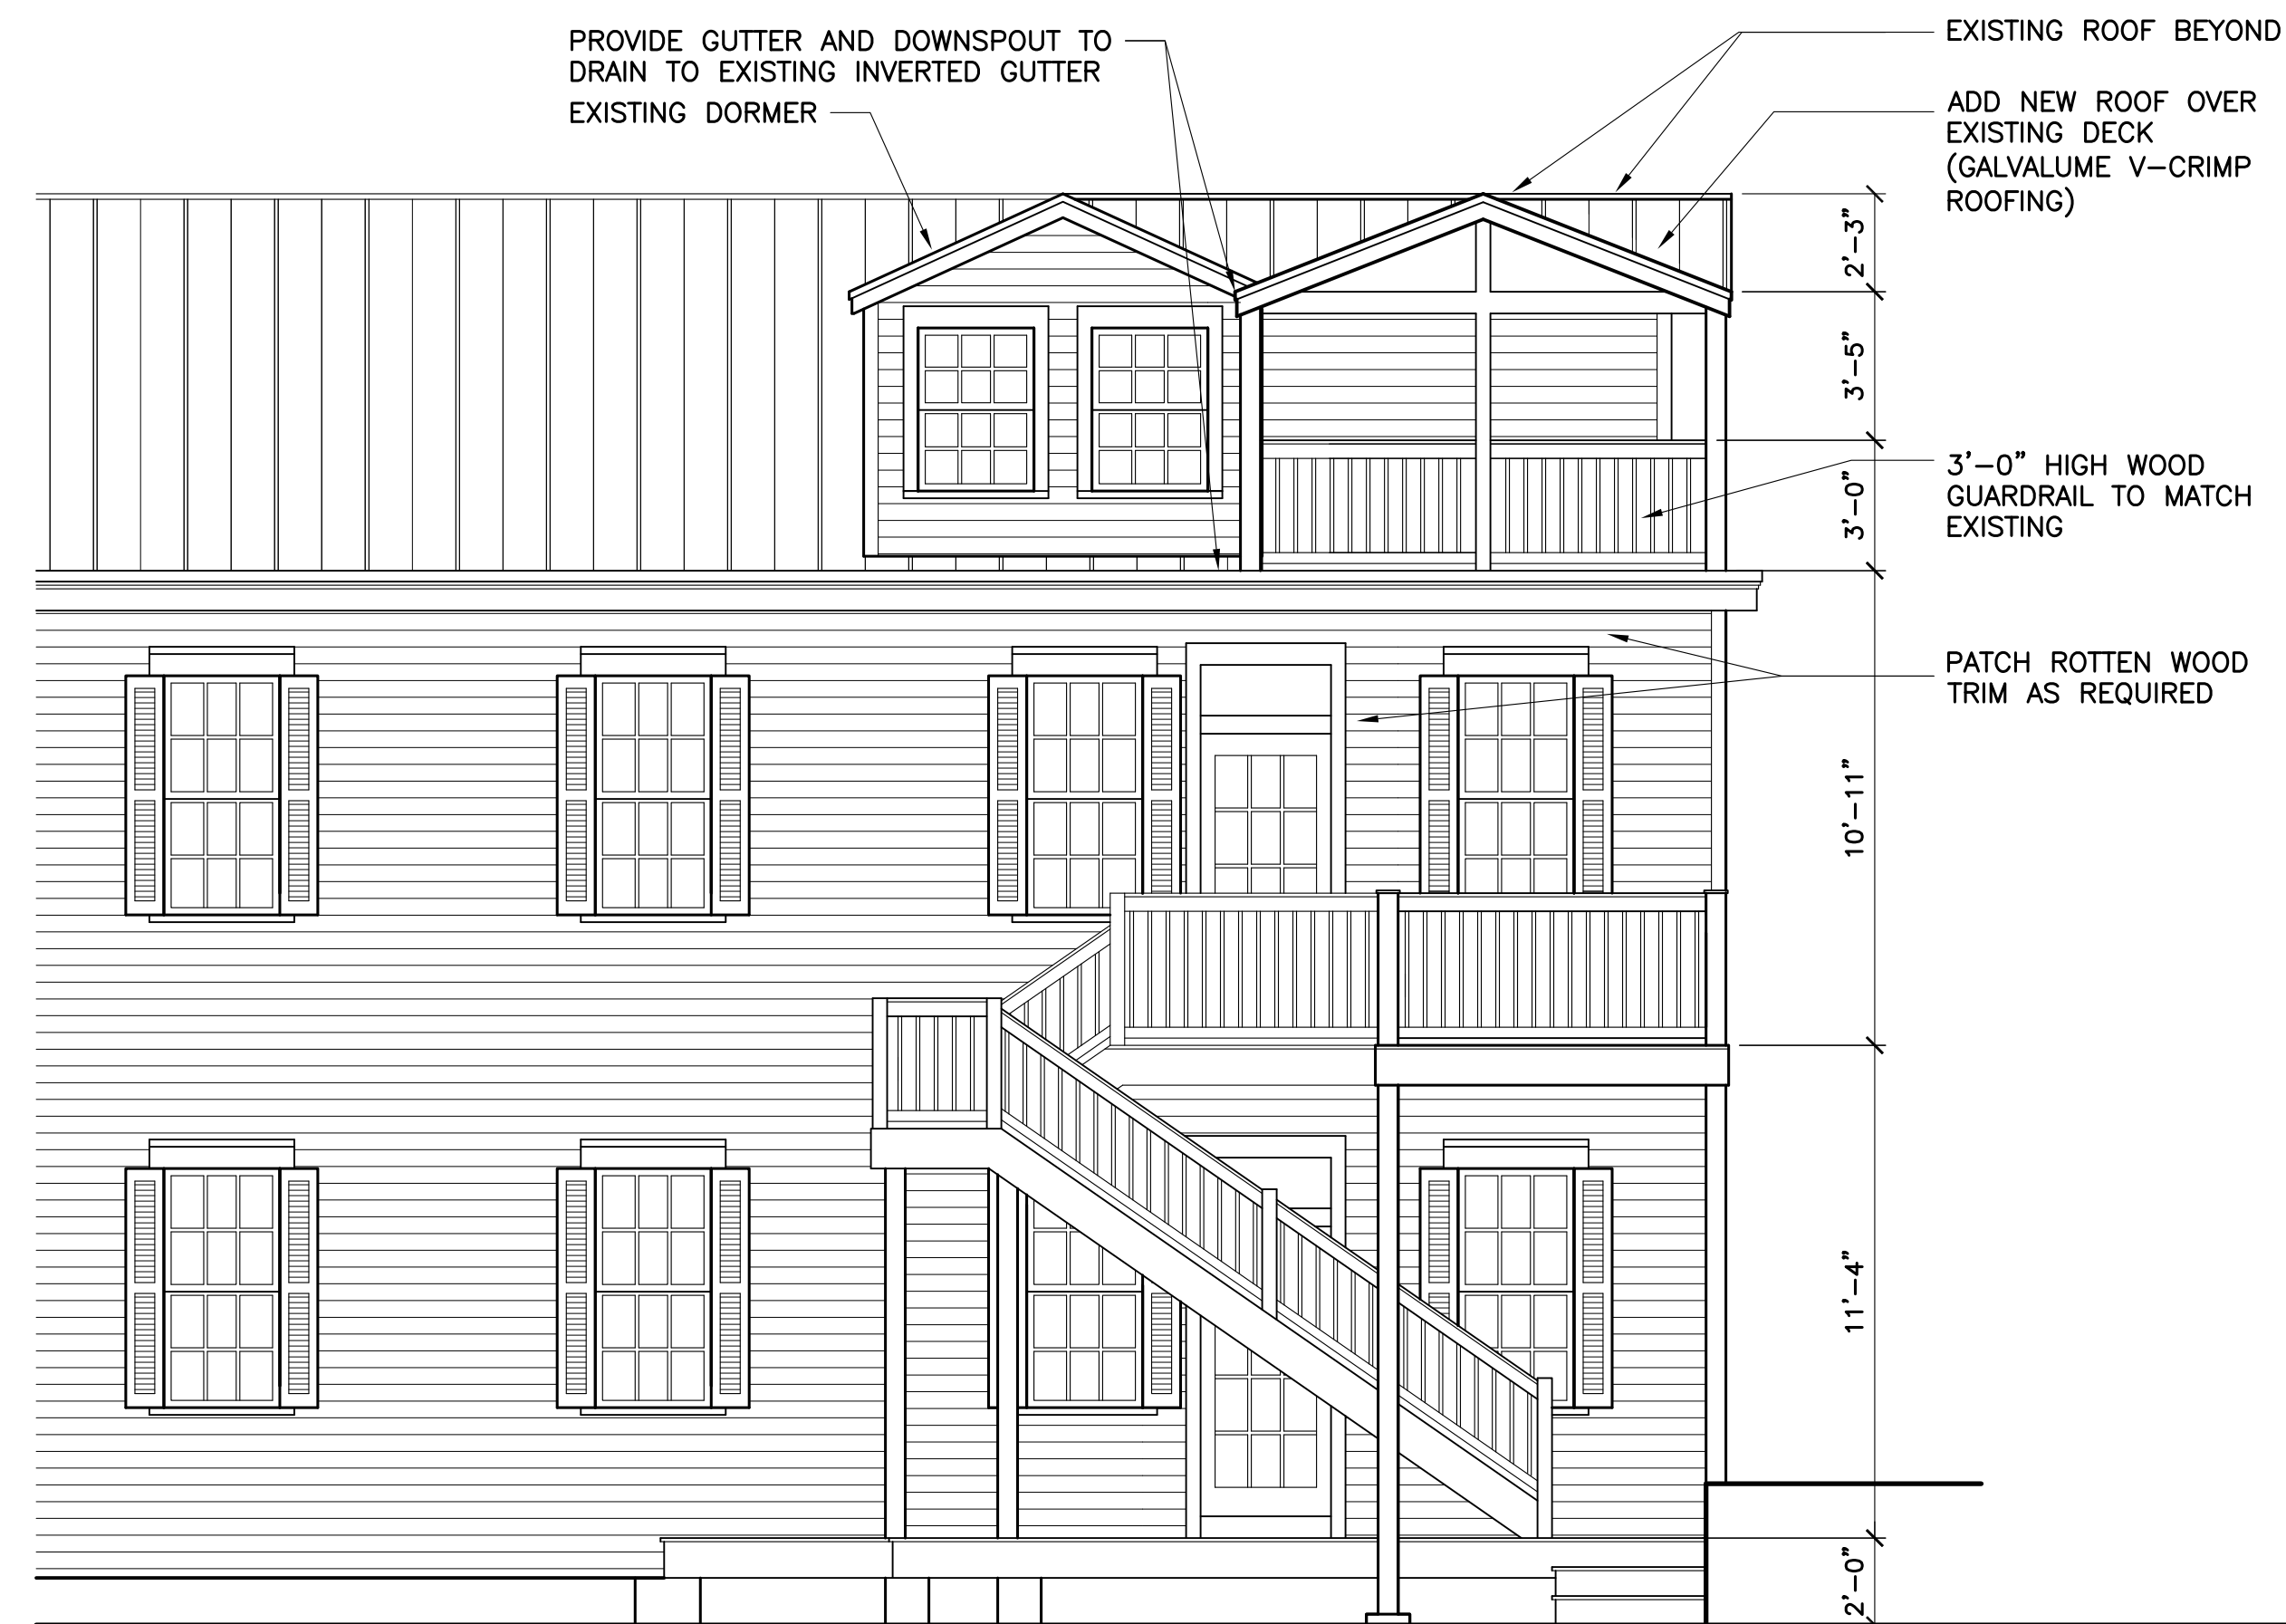 PROVIDE GUTTER AND DOWNSPOUT TO
DRAIN TO EXISTING INVERTED GUTTER
EXISTING DORMER
EXISTING ROOF BEYOND
ADD NEW ROOF OVER
EXISTING DECK
(GALVALUME V-CRIMP
ROOFING)
2'-3"
3'-5"
3'-0" HIGH WOOD
GUARDRAIL TO MATCH
EXISTING
3'-0"
PATCH ROTTEN WOOD
TRIM AS REQUIRED
10'-11"
11'-4"
2'-0"